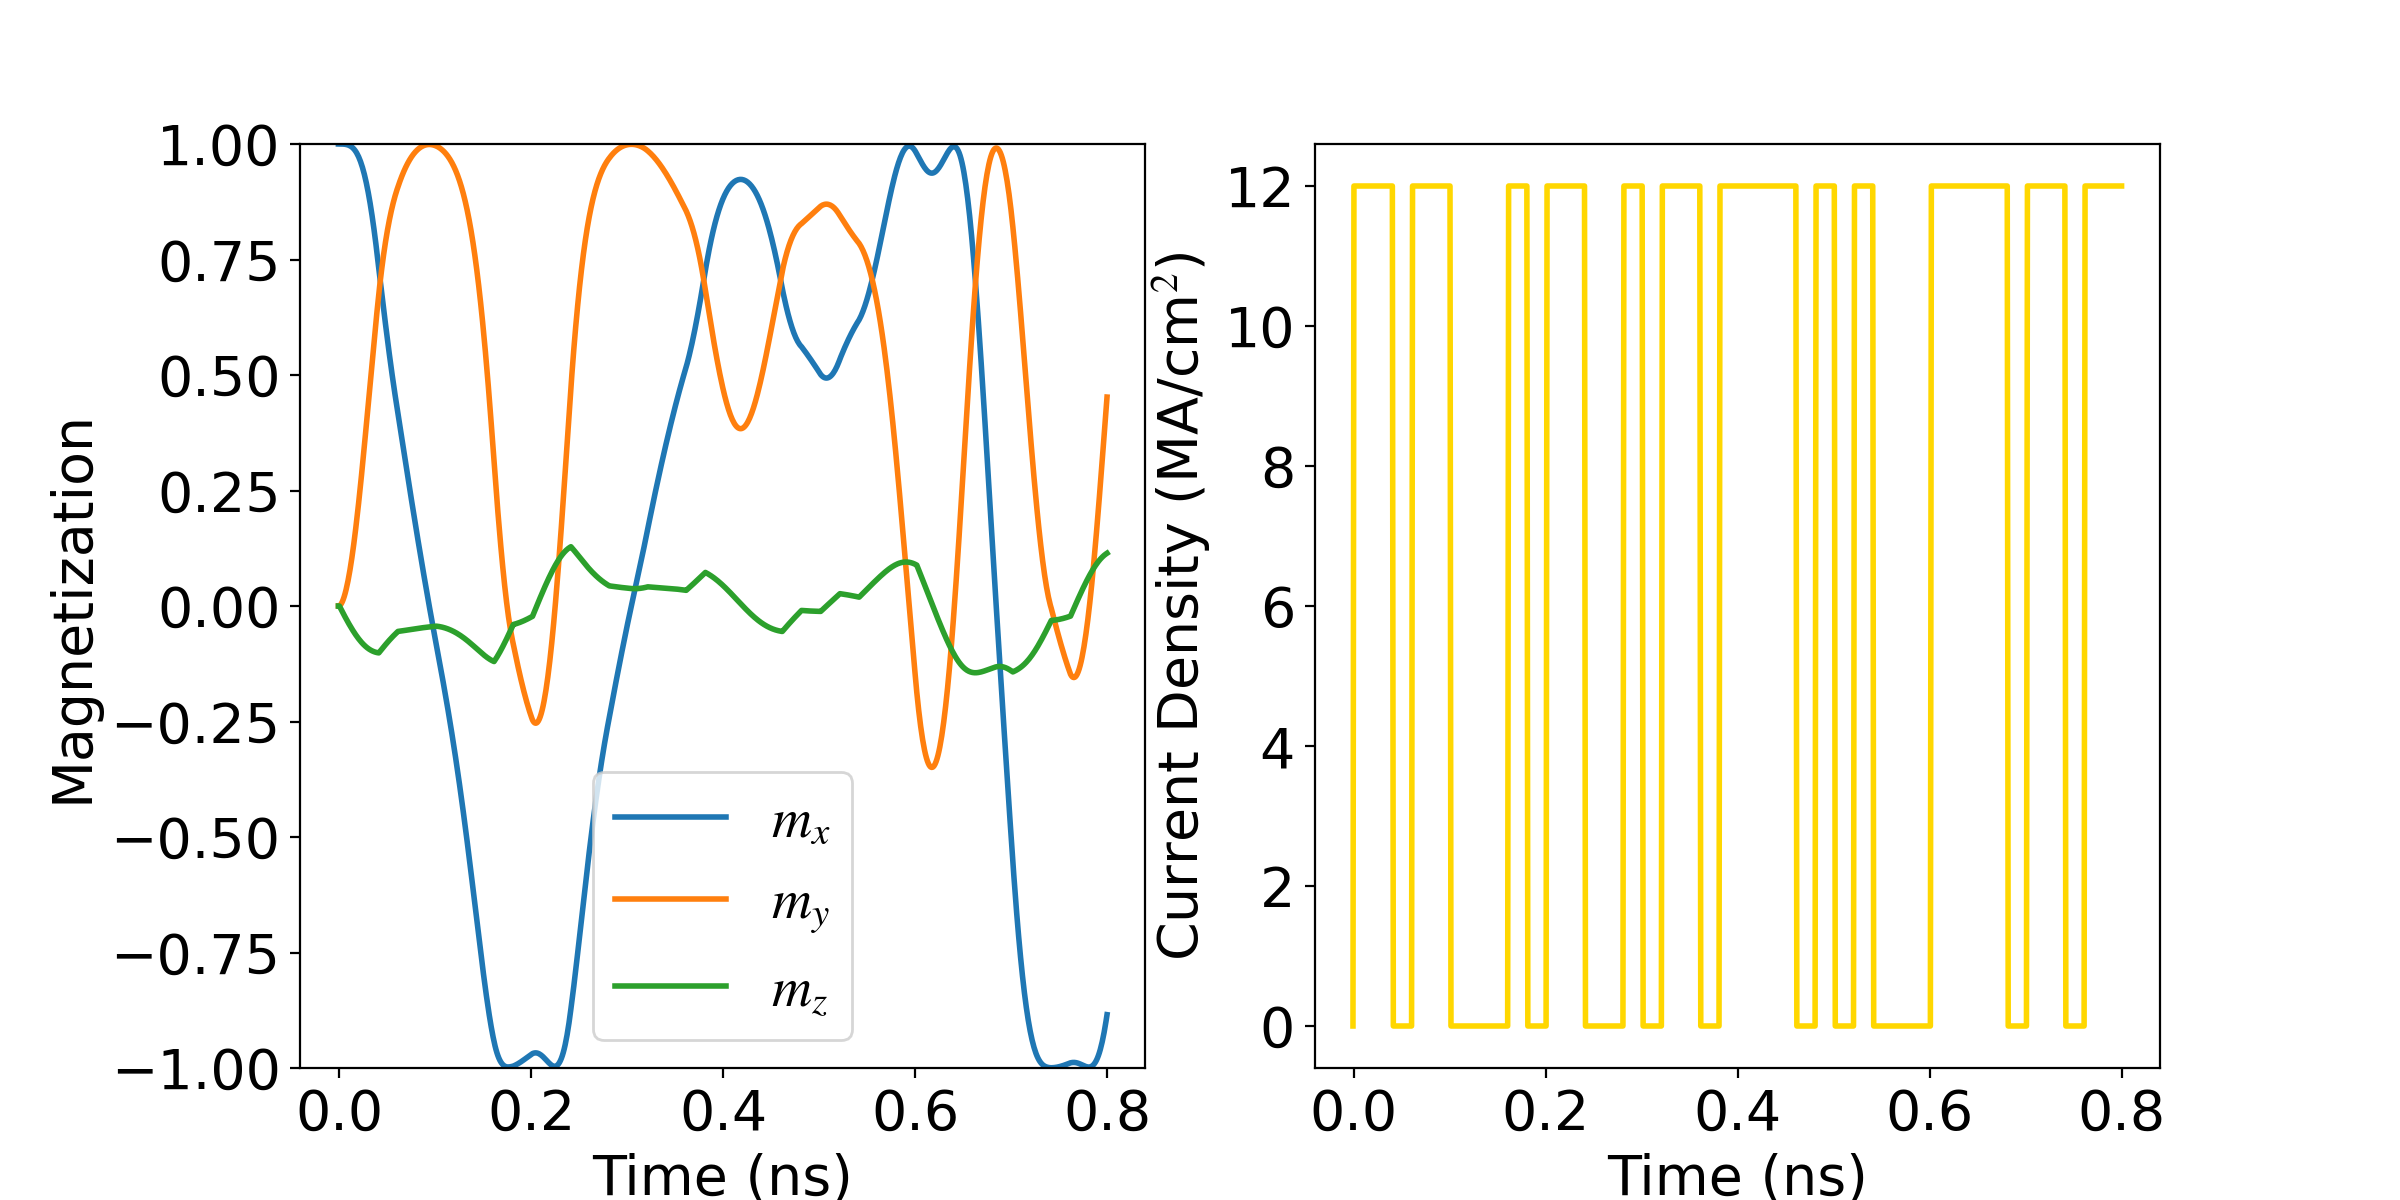 1.00
0.75
0.50
0.25
0.00
−0.25
−0.50
−0.75
−1.00
Magnetization
0.0 0.2 0.4 0.6 0.8
Time (ns)
m_x
m_y
m_z
12
10
8
6
4
2
0
Current Density (MA/cm²)
0.0 0.2 0.4 0.6 0.8
Time (ns)